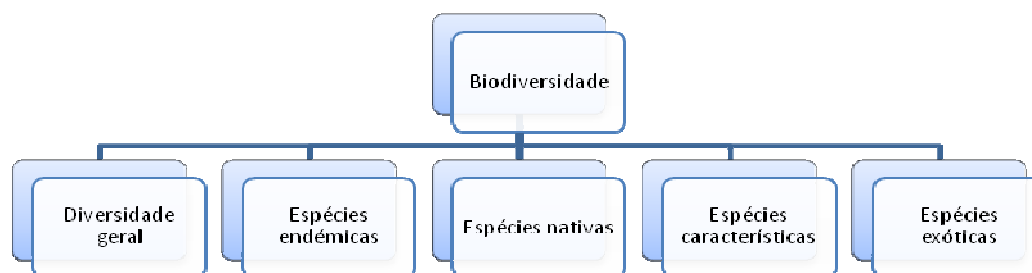 Biodiversidade
Diversidade
geral
Espécies
endémicas
Espécies nativas
Espécies
características
Espécies
exóticas